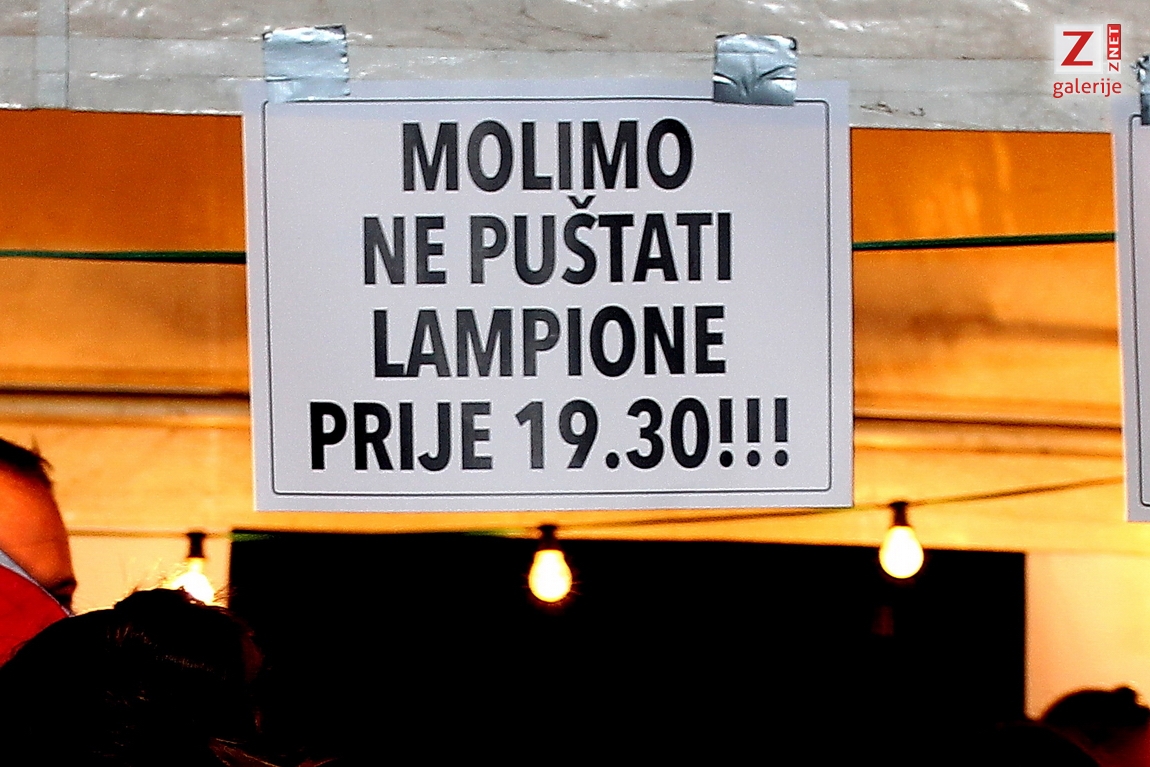 Z ZNET
galerije
MOLIMO
NE PUŠTATI
LAMPIONE
PRIJE 19.30!!!